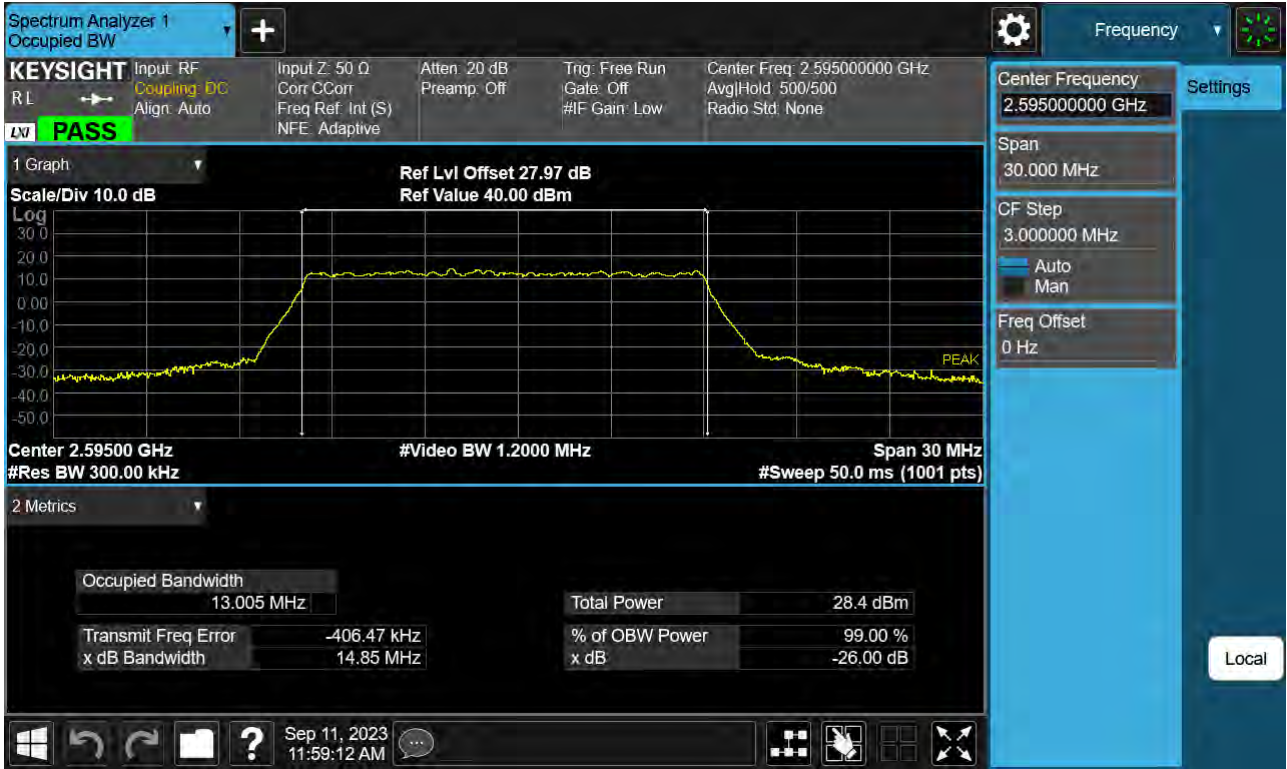 Spectrum Analyzer 1
Occupied BW
Frequency
KEYSIGHT
RL
LXI
PASS
Input: RF
Coupling: DC
Align: Auto
Input Z: 50 Ω
Corr CCorr
Freq Ref: Int (S)
NFE: Adaptive
Atten: 20 dB
Preamp: Off
Trig: Free Run
Gate: Off
#IF Gain: Low
Center Freq: 2.595000000 GHz
Avg|Hold: 500/500
Radio Std: None
Center Frequency
2.595000000 GHz
Settings
Span
30.000 MHz
CF Step
3.000000 MHz
Auto
Man
Freq Offset
0 Hz
1 Graph
Scale/Div 10.0 dB
Ref Lvl Offset 27.97 dB
Ref Value 40.00 dBm
Log
30.0
20.0
10.0
0.00
-10.0
-20.0
-30.0
-40.0
-50.0
PEAK
Center 2.59500 GHz
#Video BW 1.2000 MHz
Span 30 MHz
#Res BW 300.00 kHz
#Sweep 50.0 ms (1001 pts)
2 Metrics
Occupied Bandwidth
13.005 MHz
Total Power 28.4 dBm
Transmit Freq Error -406.47 kHz
% of OBW Power 99.00 %
x dB Bandwidth 14.85 MHz
x dB -26.00 dB
Local
?
Sep 11, 2023
11:59:12 AM